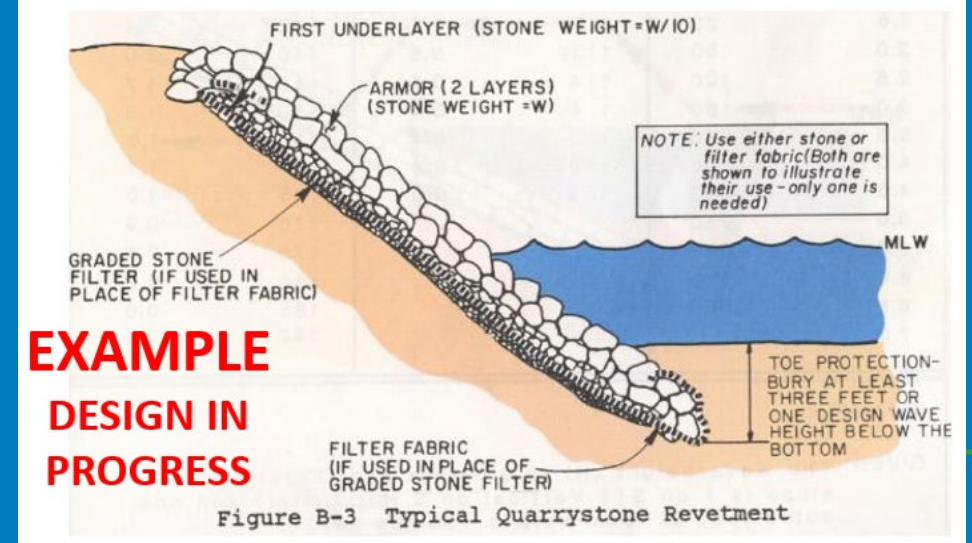 FIRST UNDERLAYER (STONE WEIGHT=W/10)
ARMOR (2 LAYERS)
(STONE WEIGHT =W)
NOTE: Use either stone or
filter fabric(Both are
shown to illustrate
their use-only one is
needed)
MLW
GRADED STONE
FILTER (IF USED IN
PLACE OF FILTER FABRIC)
EXAMPLE
DESIGN IN
PROGRESS
TOE PROTECTION-
BURY AT LEAST
THREE FEET OR
ONE DESIGN WAVE
HEIGHT BELOW THE
BOTTOM
FILTER FABRIC
(IF USED IN PLACE OF
GRADED STONE FILTER)
Figure B-3 Typical Quarrystone Revetment